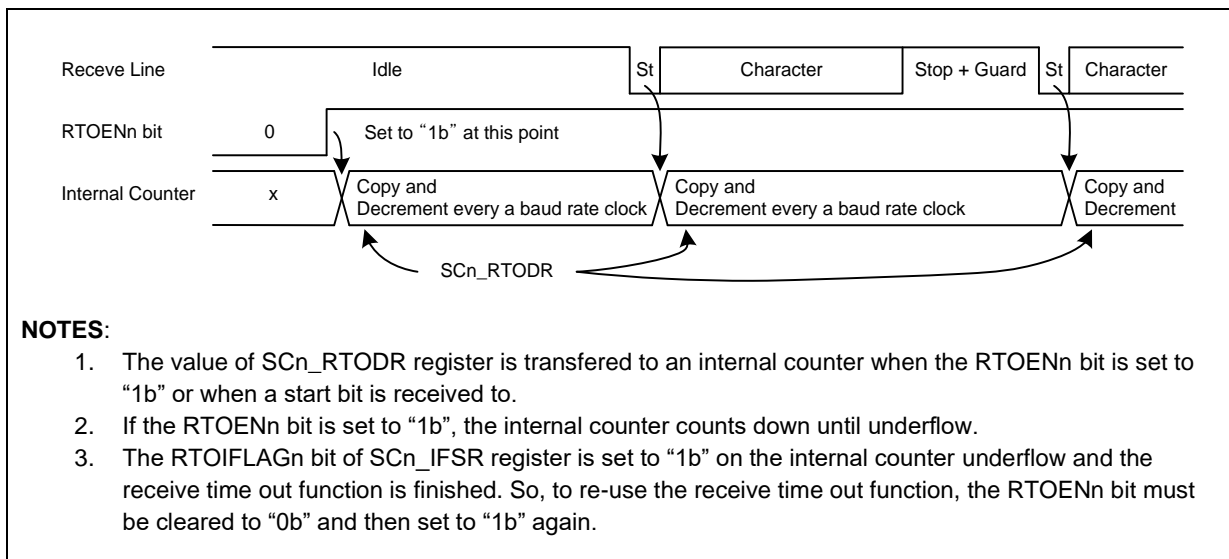 Receve Line Idle St Character Stop + Guard St Character
RTOENn bit 0 Set to “1b” at this point
Internal Counter x Copy and Decrement every a baud rate clock Copy and Decrement every a baud rate clock Copy and Decrement
SCn_RTODR
NOTES:
1. The value of SCn_RTODR register is transfered to an internal counter when the RTOENn bit is set to
“1b” or when a start bit is received to.
2. If the RTOENn bit is set to “1b”, the internal counter counts down until underflow.
3. The RTOIFLAGn bit of SCn_IFSR register is set to “1b” on the internal counter underflow and the
receive time out function is finished. So, to re-use the receive time out function, the RTOENn bit must
be cleared to “0b” and then set to “1b” again.